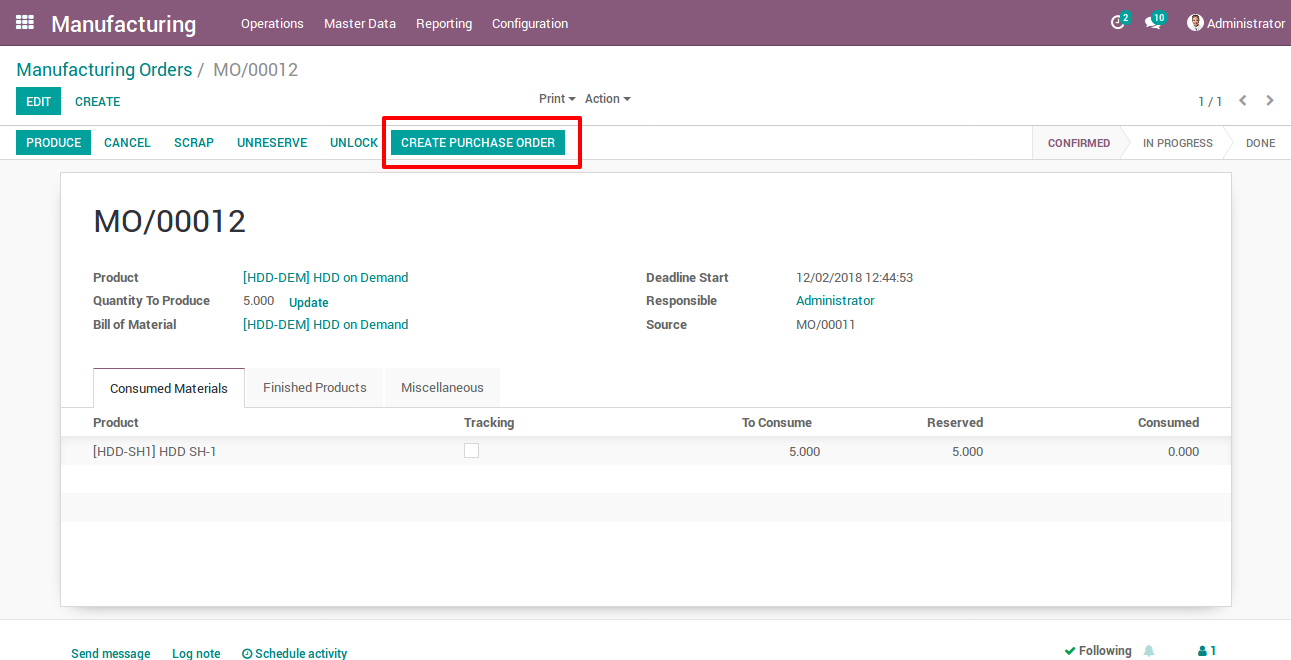 Manufacturing Operations Master Data Reporting Configuration 2 10 Administrator
Manufacturing Orders / MO/00012
EDIT CREATE Print Action 1 / 1
PRODUCE CANCEL SCRAP UNRESERVE UNLOCK CREATE PURCHASE ORDER CONFIRMED IN PROGRESS DONE
MO/00012
Product [HDD-DEM] HDD on Demand Deadline Start 12/02/2018 12:44:53
Quantity To Produce 5.000 Update Responsible Administrator
Bill of Material [HDD-DEM] HDD on Demand Source MO/00011
Consumed Materials Finished Products Miscellaneous
Product Tracking To Consume Reserved Consumed
[HDD-SH1] HDD SH-1 5.000 5.000 0.000
Send message Log note Schedule activity Following 1